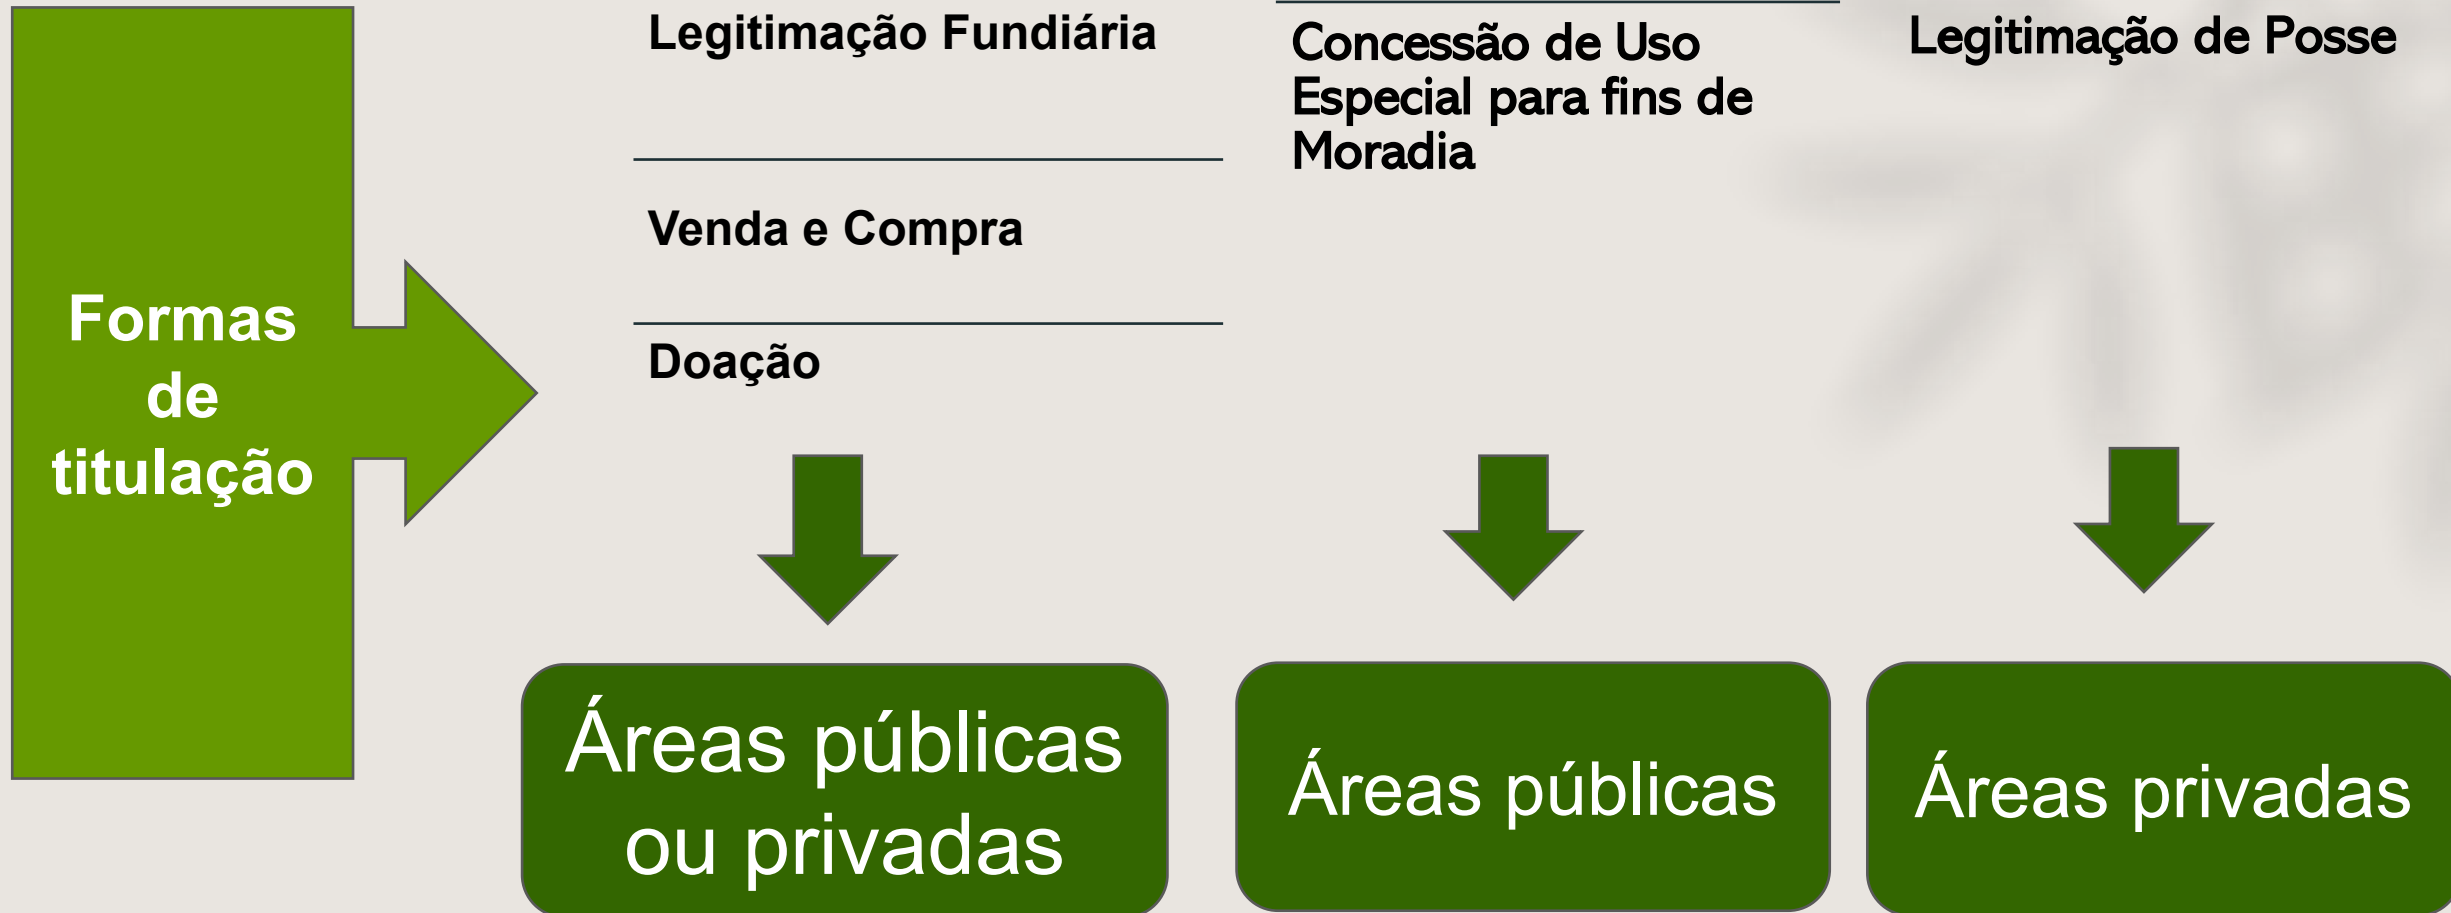 Formas
de
titulação
Legitimação Fundiária
Venda e Compra
Doação
Áreas públicas
ou privadas
Concessão de Uso
Especial para fins de
Moradia
Áreas públicas
Legitimação de Posse
Áreas privadas